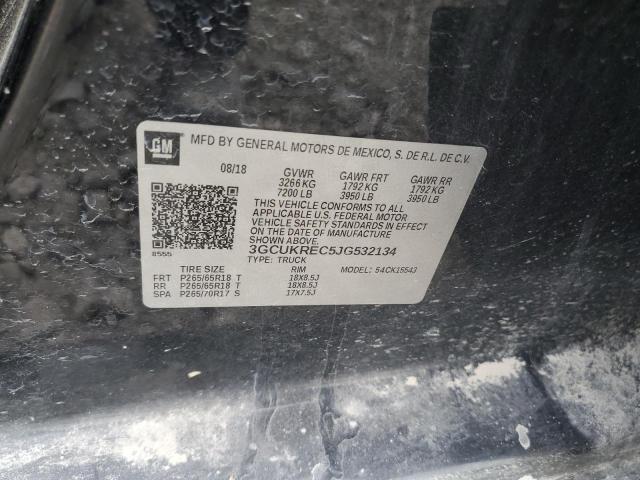 GM
MFD BY GENERAL MOTORS DE MEXICO, S. DE R.L. DE C.V.
08/18 GVWR GAWR FRT GAWR RR
3266 KG 1792 KG 1792 KG
7200 LB 3950 LB 3950 LB
THIS VEHICLE CONFORMS TO ALL
APPLICABLE U.S. FEDERAL MOTOR
VEHICLE SAFETY STANDARDS IN EFFECT
ON THE DATE OF MANUFACTURE
8555 3GCUKREC5JG532134
TYPE: TRUCK MODEL: 54CK15543
TIRE SIZE RIM
FRT P265/65R18 T 18X8.5J
RR P265/65R18 T 18X8.5J
SPA P265/70R17 S 17X7.5J